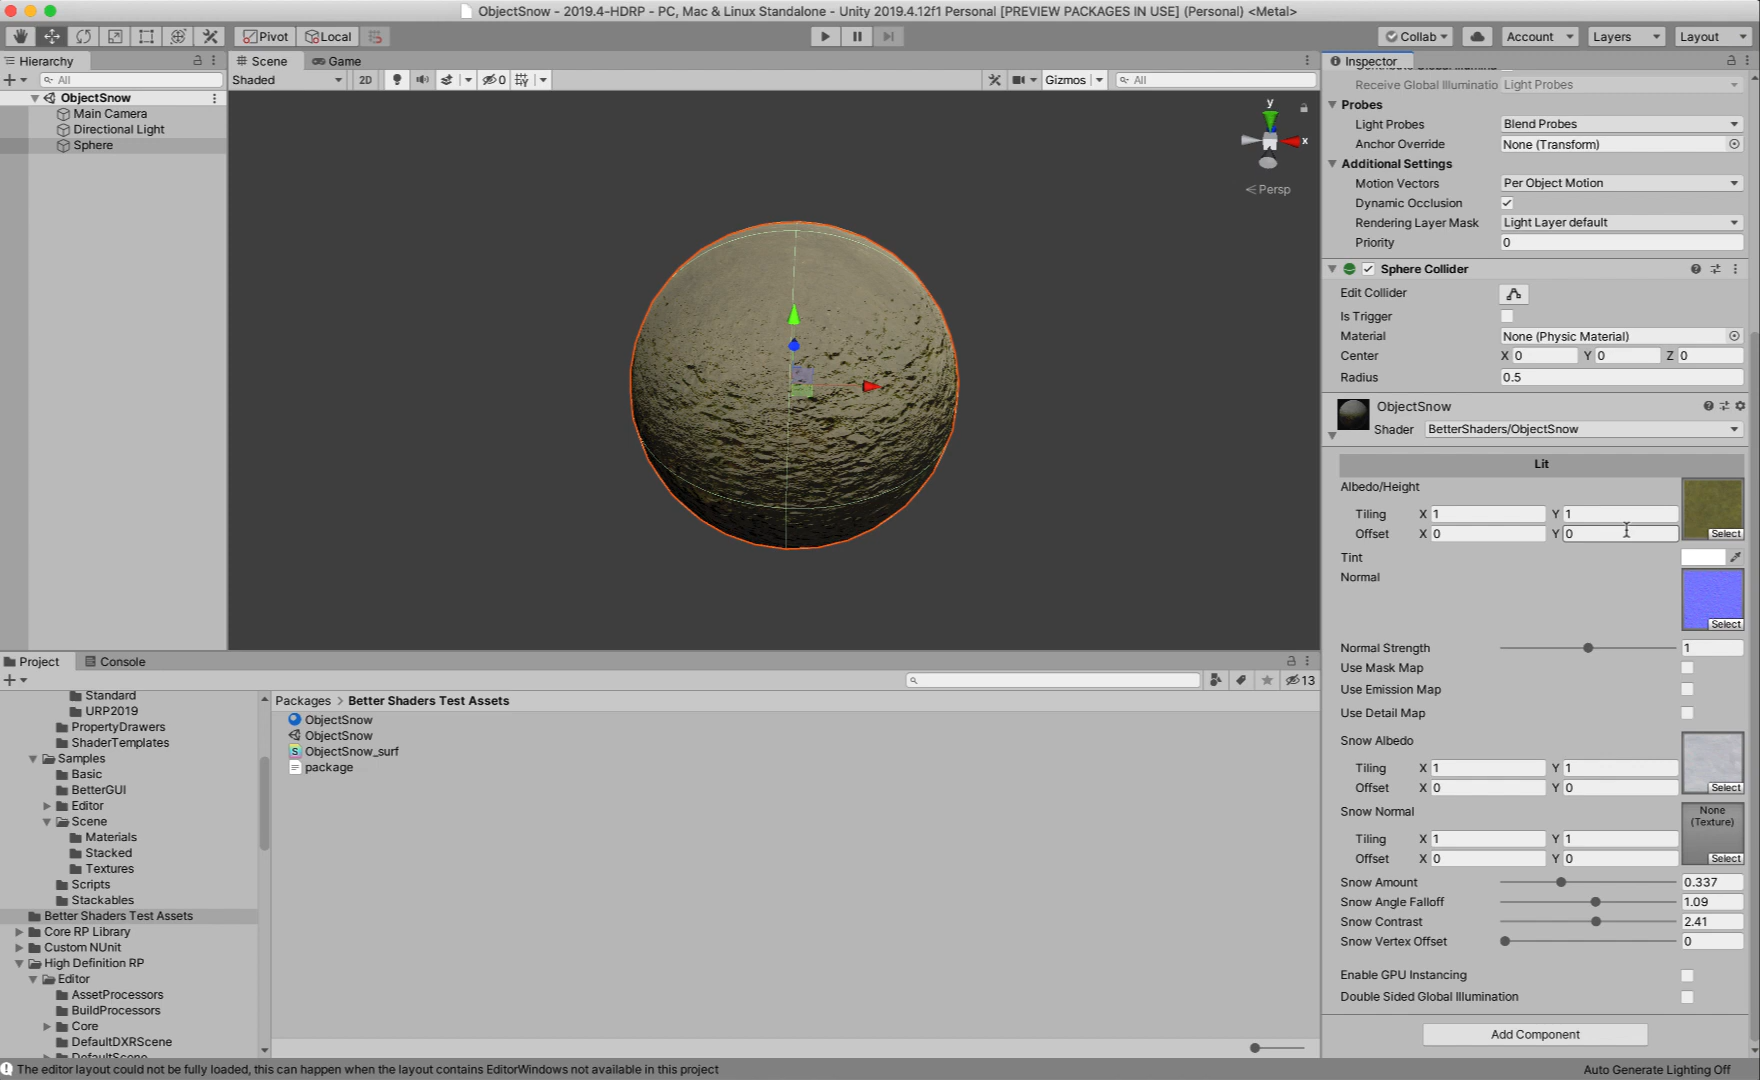 ObjectSnow - 2019.4-HDRP - PC, Mac & Linux Standalone - Unity 2019.4.12f1 Personal [PREVIEW PACKAGES IN USE] (Personal) <Metal>
Pivot Local Collab Account Layers Layout
Hierarchy
All
ObjectSnow
Main Camera
Directional Light
Sphere
Scene Game
Shaded 2D 0 Gizmos All
y
x
Persp
Inspector
Receive Global Illuminatio Light Probes
Probes
Light Probes Blend Probes
Anchor Override None (Transform)
Additional Settings
Motion Vectors Per Object Motion
Dynamic Occlusion
Rendering Layer Mask Light Layer default
Priority 0
Sphere Collider
Edit Collider
Is Trigger
Material None (Physic Material)
Center X 0 Y 0 Z 0
Radius 0.5
ObjectSnow
Shader BetterShaders/ObjectSnow
Lit
Albedo/Height
Tiling X 1 Y 1
Offset X 0 Y 0 Select
Tint
Normal
Select
Normal Strength 1
Use Mask Map
Use Emission Map
Use Detail Map
Snow Albedo
Tiling X 1 Y 1
Offset X 0 Y 0 Select
Snow Normal None
(Texture)
Tiling X 1 Y 1
Offset X 0 Y 0 Select
Snow Amount 0.337
Snow Angle Falloff 1.09
Snow Contrast 2.41
Snow Vertex Offset 0
Enable GPU Instancing
Double Sided Global Illumination
Add Component
Project Console
13
Standard
URP2019
PropertyDrawers
ShaderTemplates
Samples
Basic
BetterGUI
Editor
Scene
Materials
Stacked
Textures
Scripts
Stackables
Better Shaders Test Assets
Core RP Library
Custom NUnit
High Definition RP
Editor
AssetProcessors
BuildProcessors
Core
DefaultDXRScene
DefaultScene
Packages > Better Shaders Test Assets
ObjectSnow
ObjectSnow
ObjectSnow_surf
package
The editor layout could not be fully loaded, this can happen when the layout contains EditorWindows not available in this project
Auto Generate Lighting Off